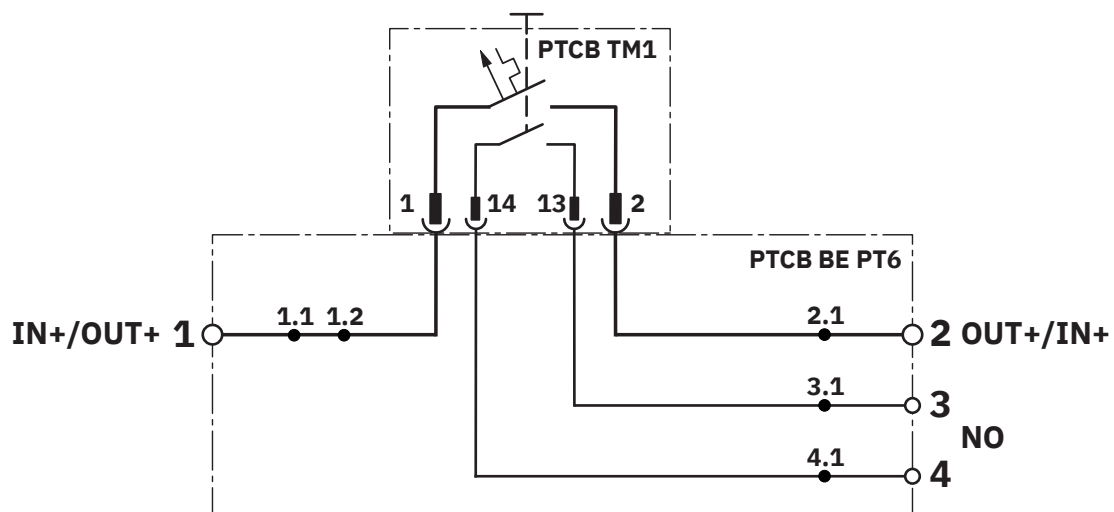 PTCB TM1
1 14 13 2
PTCB BE PT6
IN+/OUT+ 1 1.1 1.2 2.1 2 OUT+/IN+
3.1 3
NO
4.1 4